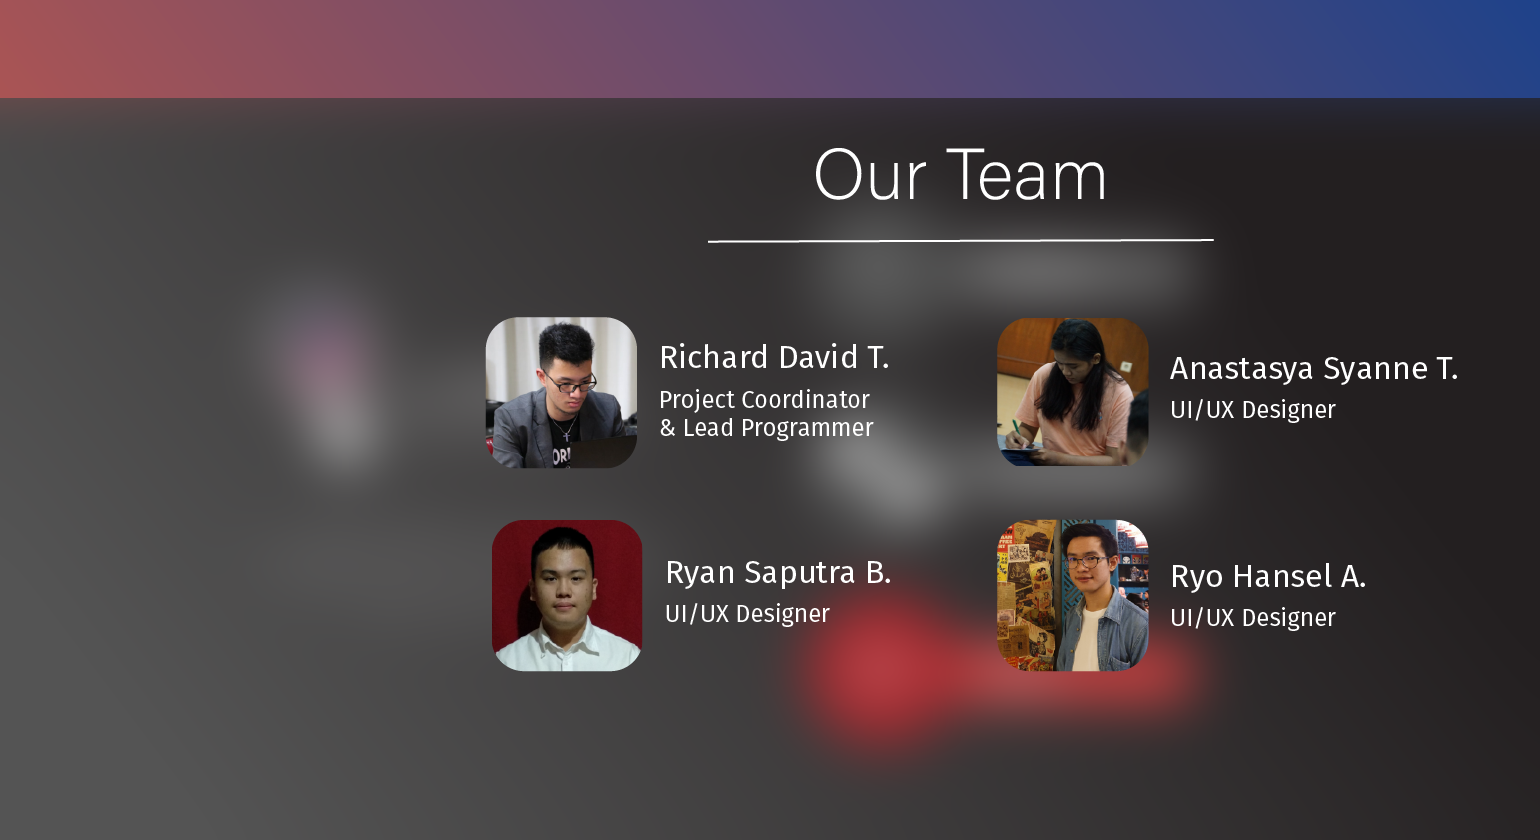 Our Team
Richard David T.
Project Coordinator
& Lead Programmer
Anastasya Syanne T.
UI/UX Designer
Ryan Saputra B.
UI/UX Designer
Ryo Hansel A.
UI/UX Designer